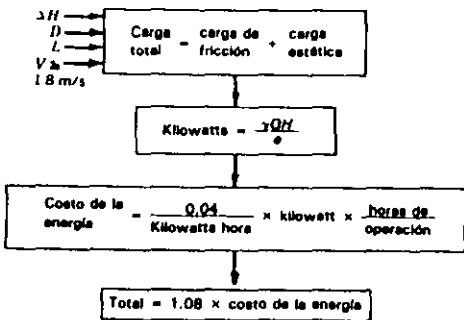 ΔH
D
L
V
1.8 m/s
Carga total = carga de fricción + carga estática
Kilowatts = γQH / e
Costo de la energía = 0.04 / Kilowatts hora × kilowatt × horas de operación
Total = 1.08 × costo de la energía